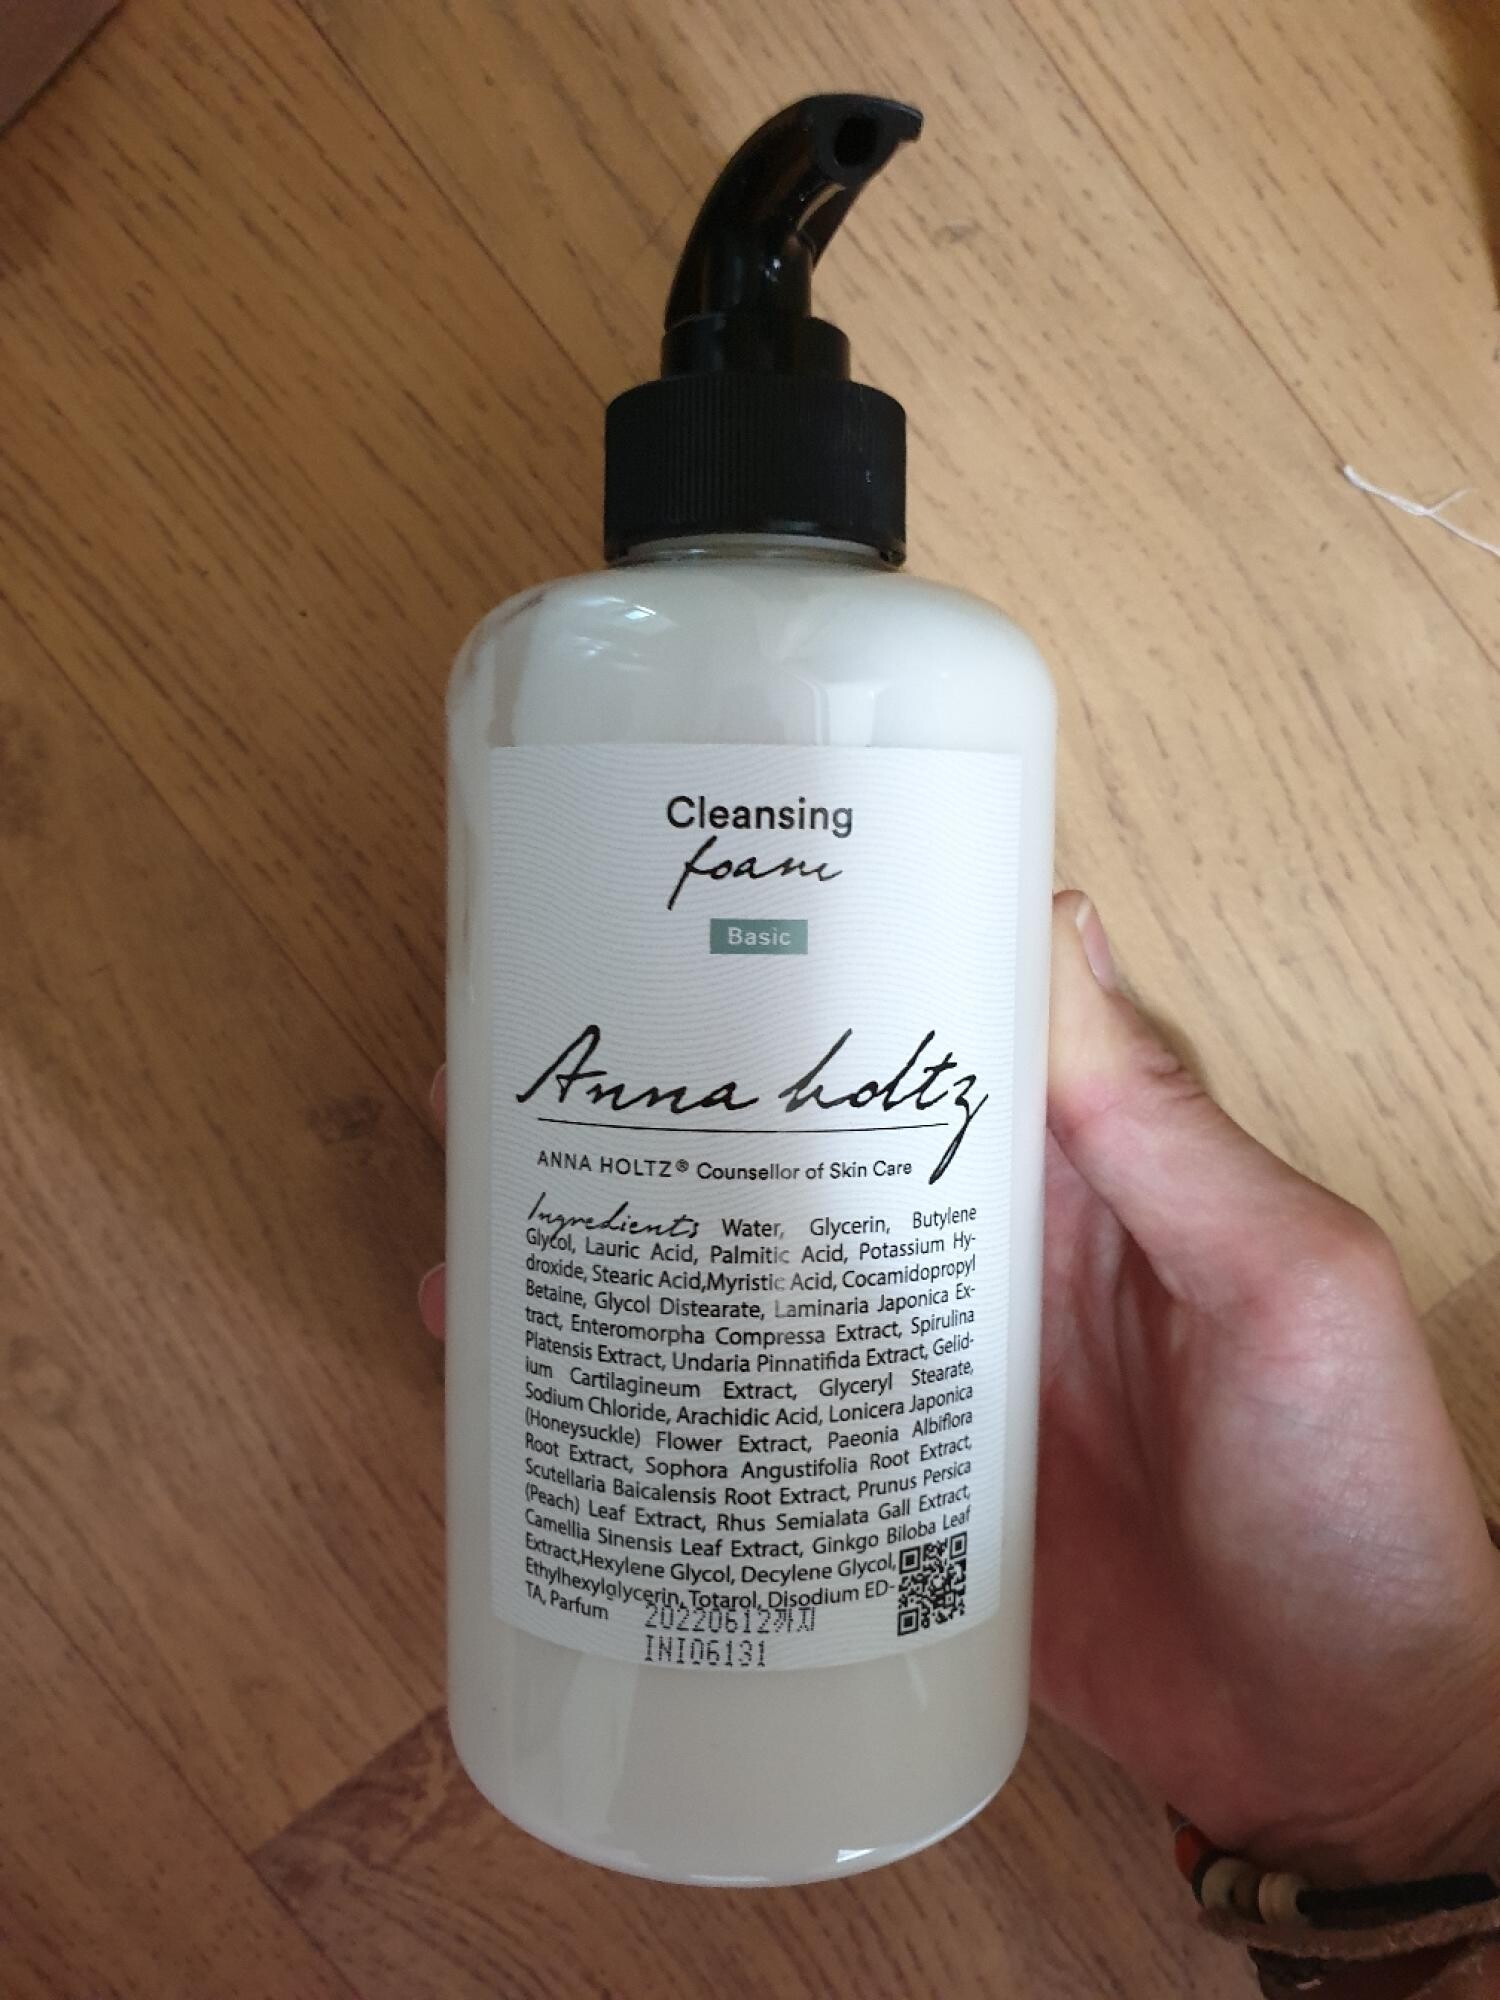 Cleansing
foam
Basic
Anna holtz
ANNA HOLTZ® Counsellor of Skin Care
Ingredients Water, Glycerin, Butylene
Glycol, Lauric Acid, Palmitic Acid, Potassium Hy-
droxide, Stearic Acid,Myristic Acid, Cocamidopropyl
Betaine, Glycol Distearate, Laminaria Japonica Ex-
tract, Enteromorpha Compressa Extract, Spirulina
Platensis Extract, Undaria Pinnatifida Extract, Gelid-
ium Cartilagineum Extract, Glyceryl Stearate,
Sodium Chloride, Arachidic Acid, Lonicera Japonica
(Honeysuckle) Flower Extract, Paeonia Albiflora
Root Extract, Sophora Angustifolia Root Extract,
Scutellaria Baicalensis Root Extract, Prunus Persica
(Peach) Leaf Extract, Rhus Semialata Gall Extract,
Camellia Sinensis Leaf Extract, Ginkgo Biloba Leaf
Extract,Hexylene Glycol, Decylene Glycol,
Ethylhexylglycerin, Totarol, Disodium ED-
TA, Parfum
20220612까지
INI06131